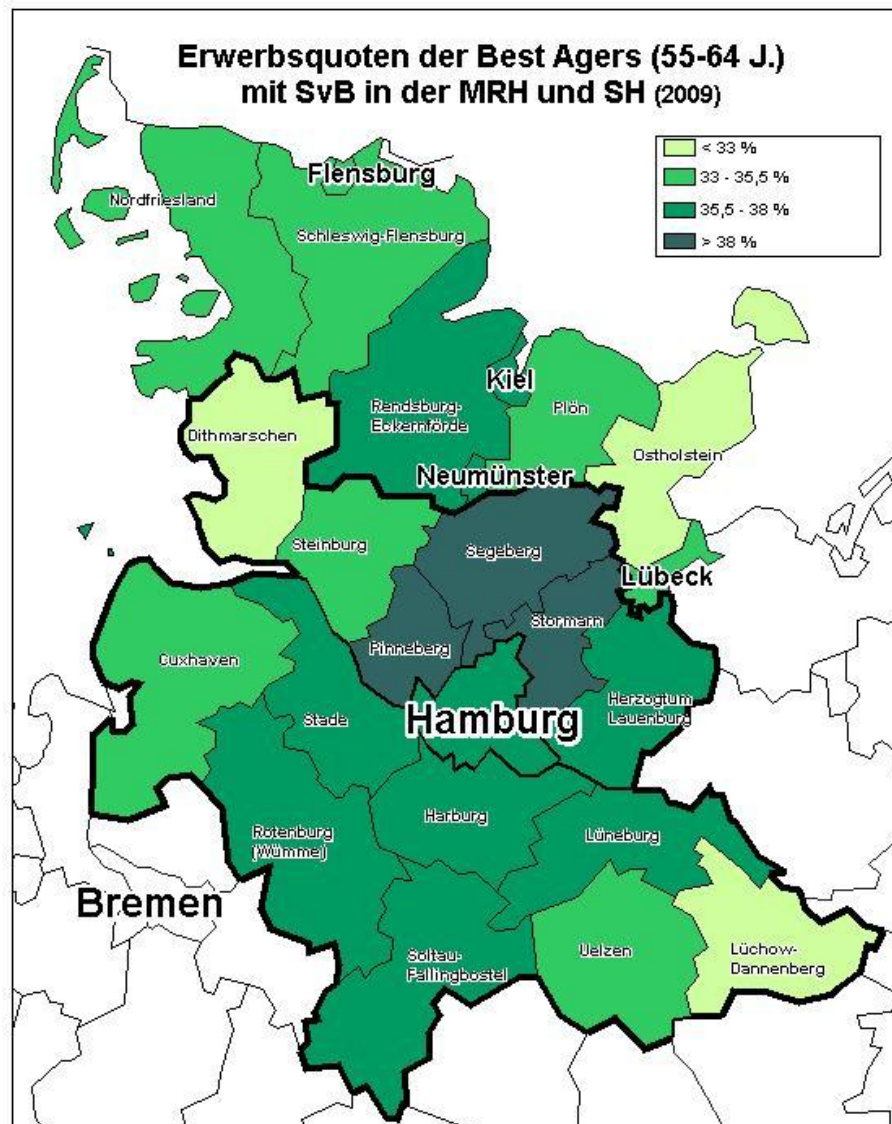 Erwerbsquoten der Best Agers (55-64 J.)
mit SvB in der MRH und SH (2009)
< 33 %
33 - 35,5 %
35,5 - 38 %
> 38 %
Flensburg
Nordfriesland
Schleswig-Flensburg
Kiel
Rendsburg-
Eckernförde
Plön
Dithmarschen
Ostholstein
Neumünster
Steinburg
Segeberg
Lübeck
Stormarn
Pinneberg
Cuxhaven
Herzogtum
Lauenburg
Stade
Hamburg
Harburg
Lüneburg
Rotenburg
(Wümme)
Bremen
Uelzen
Lüchow-
Dannenberg
Soltau-
Fallingbostel